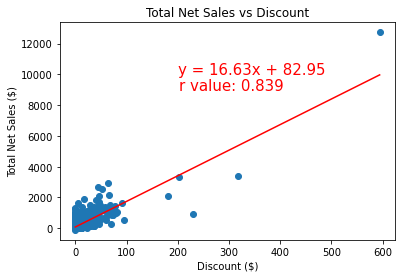 Total Net Sales vs Discount
12000
10000
8000
6000
4000
2000
0
Total Net Sales ($)
y = 16.63x + 82.95
r value: 0.839
0 100 200 300 400 500 600
Discount ($)